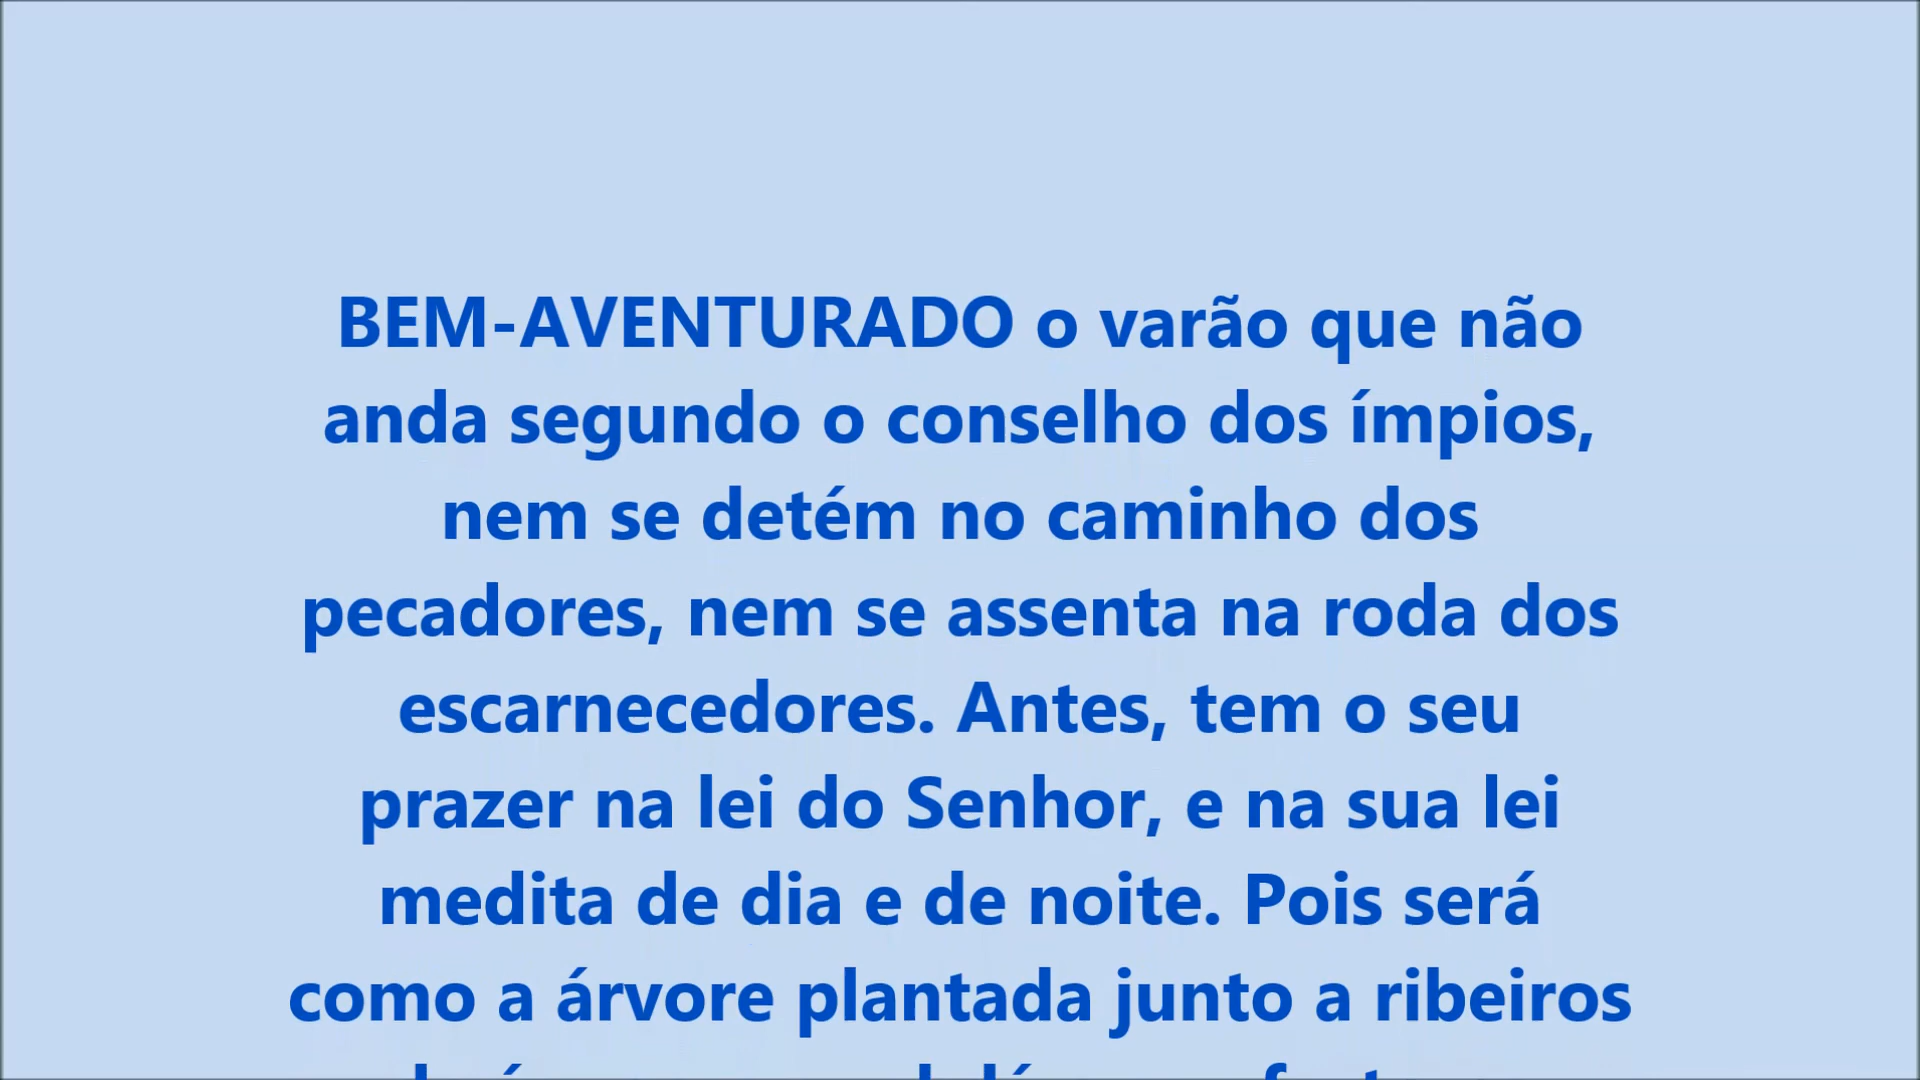 BEM-AVENTURADO o varão que não
anda segundo o conselho dos ímpios,
nem se detém no caminho dos
pecadores, nem se assenta na roda dos
escarnecedores. Antes, tem o seu
prazer na lei do Senhor, e na sua lei
medita de dia e de noite. Pois será
como a árvore plantada junto a ribeiros